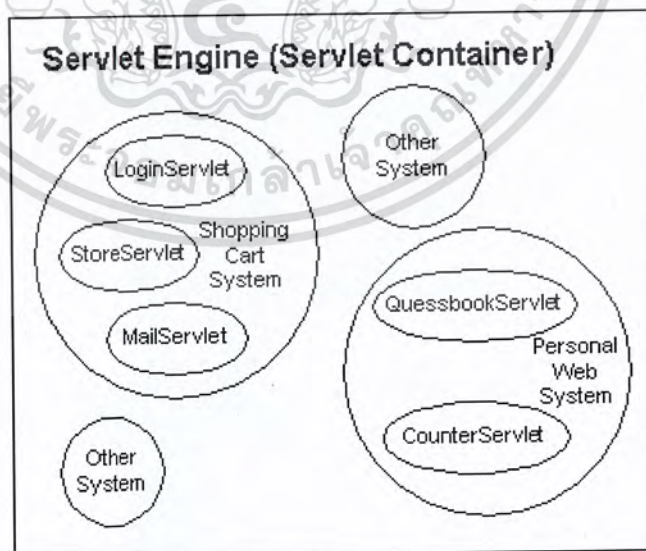 Servlet Engine (Servlet Container)
LoginServlet
StoreServlet
Shopping
Cart
System
MailServlet
Other
System
QuessbookServlet
Personal
Web
System
CounterServlet
Other
System